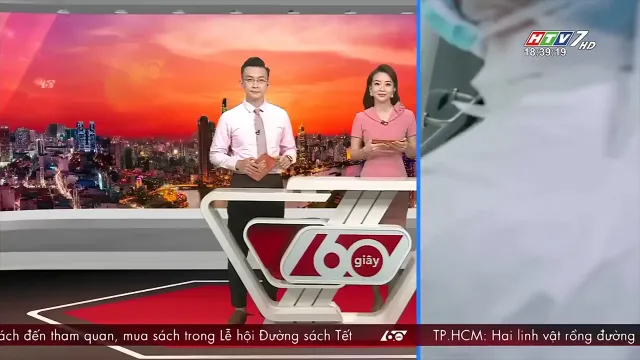 HTV7 HD
18:39:19
60 giây
ách đến tham quan, mua sách trong Lễ hội Đường sách Tết 60 TP.HCM: Hai linh vật rồng đường